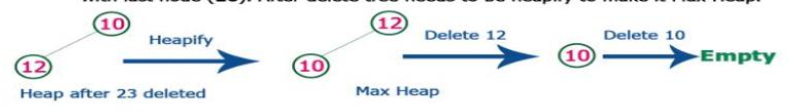 with last node (10). After delete tree needs to be heapify to make it Max Heap.
10 Heapify 12 Delete 12 Delete 10
12 10 10 Empty
Heap after 23 deleted Max Heap